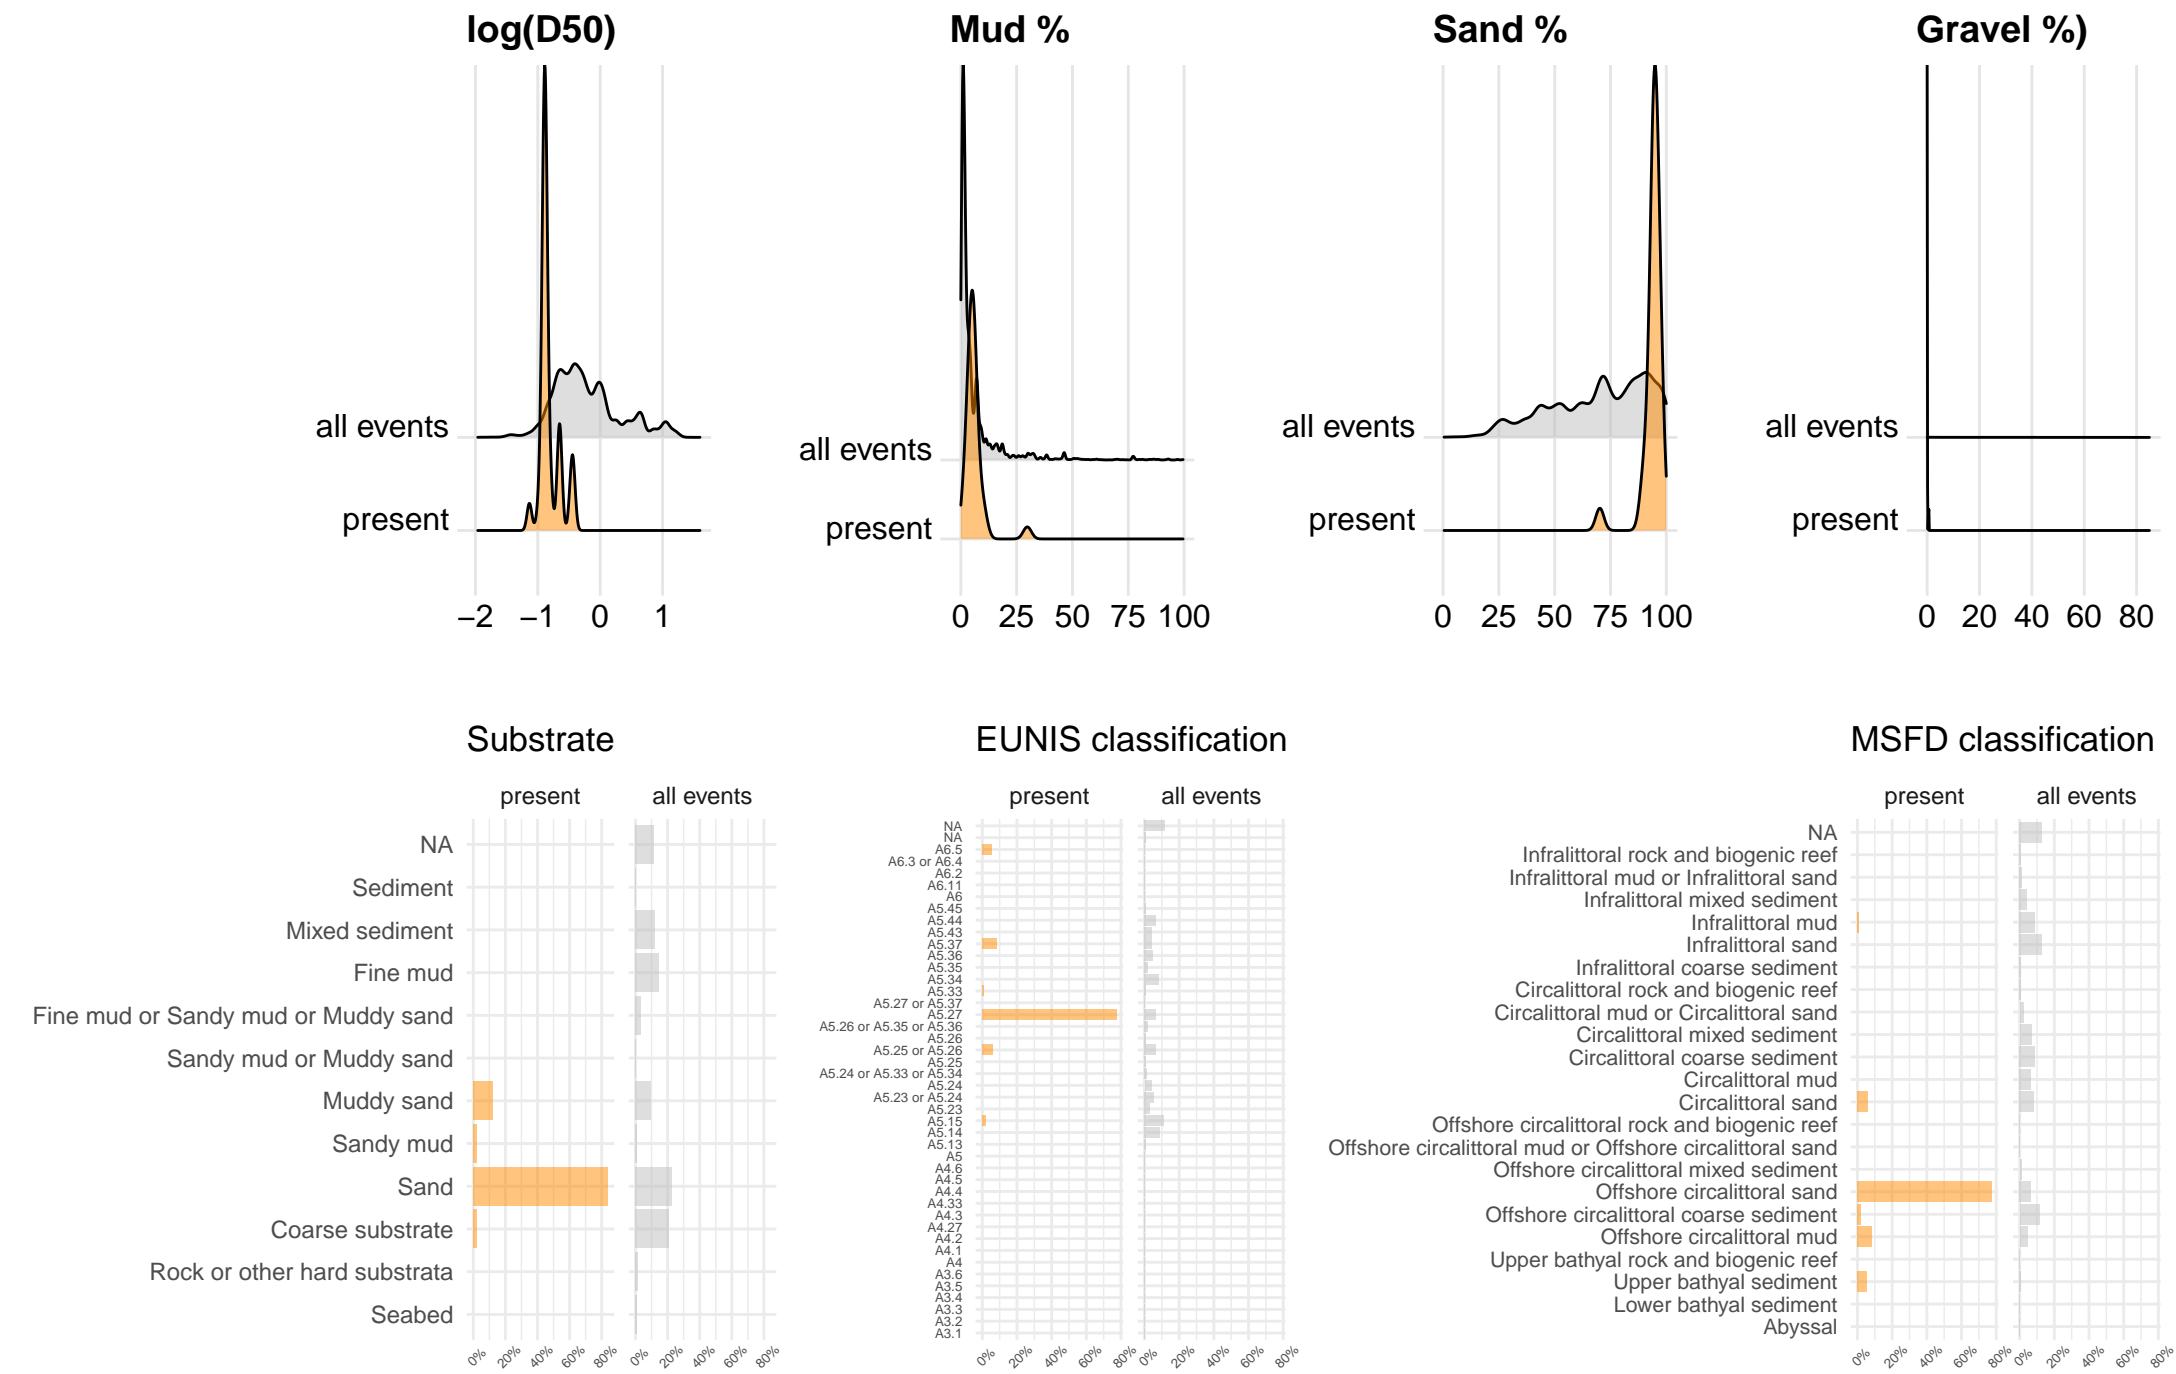 log(D50)
Mud %
Sand %
Gravel %)
all events
present
−2 −1 0 1
all events
present
0 25 50 75 100
all events
present
0 25 50 75 100
all events
present
0 20 40 60 80
Substrate
present all events
NA
Sediment
Mixed sediment
Fine mud
Fine mud or Sandy mud or Muddy sand
Sandy mud or Muddy sand
Muddy sand
Sandy mud
Sand
Coarse substrate
Rock or other hard substrata
Seabed
0% 20% 40% 60% 80% 0% 20% 40% 60% 80%
EUNIS classification
present all events
NA
NA
A6.5
A6.3 or A6.4
A6.2
A6.11
A6
A5.45
A5.44
A5.43
A5.37
A5.36
A5.35
A5.34
A5.33
A5.27 or A5.37
A5.27
A5.26 or A5.35 or A5.36
A5.26
A5.25 or A5.26
A5.25
A5.24 or A5.33 or A5.34
A5.24
A5.23 or A5.24
A5.23
A5.15
A5.14
A5.13
A5
A4.6
A4.5
A4.4
A4.33
A4.3
A4.27
A4.2
A4.1
A4
A3.6
A3.5
A3.4
A3.3
A3.2
A3.1
0% 20% 40% 60% 80% 0% 20% 40% 60% 80%
MSFD classification
present all events
NA
Infralittoral rock and biogenic reef
Infralittoral mud or Infralittoral sand
Infralittoral mixed sediment
Infralittoral mud
Infralittoral sand
Infralittoral coarse sediment
Circalittoral rock and biogenic reef
Circalittoral mud or Circalittoral sand
Circalittoral mixed sediment
Circalittoral coarse sediment
Circalittoral mud
Circalittoral sand
Offshore circalittoral rock and biogenic reef
Offshore circalittoral mud or Offshore circalittoral sand
Offshore circalittoral mixed sediment
Offshore circalittoral sand
Offshore circalittoral coarse sediment
Offshore circalittoral mud
Upper bathyal rock and biogenic reef
Upper bathyal sediment
Lower bathyal sediment
Abyssal
0% 20% 40% 60% 80% 0% 20% 40% 60% 80%